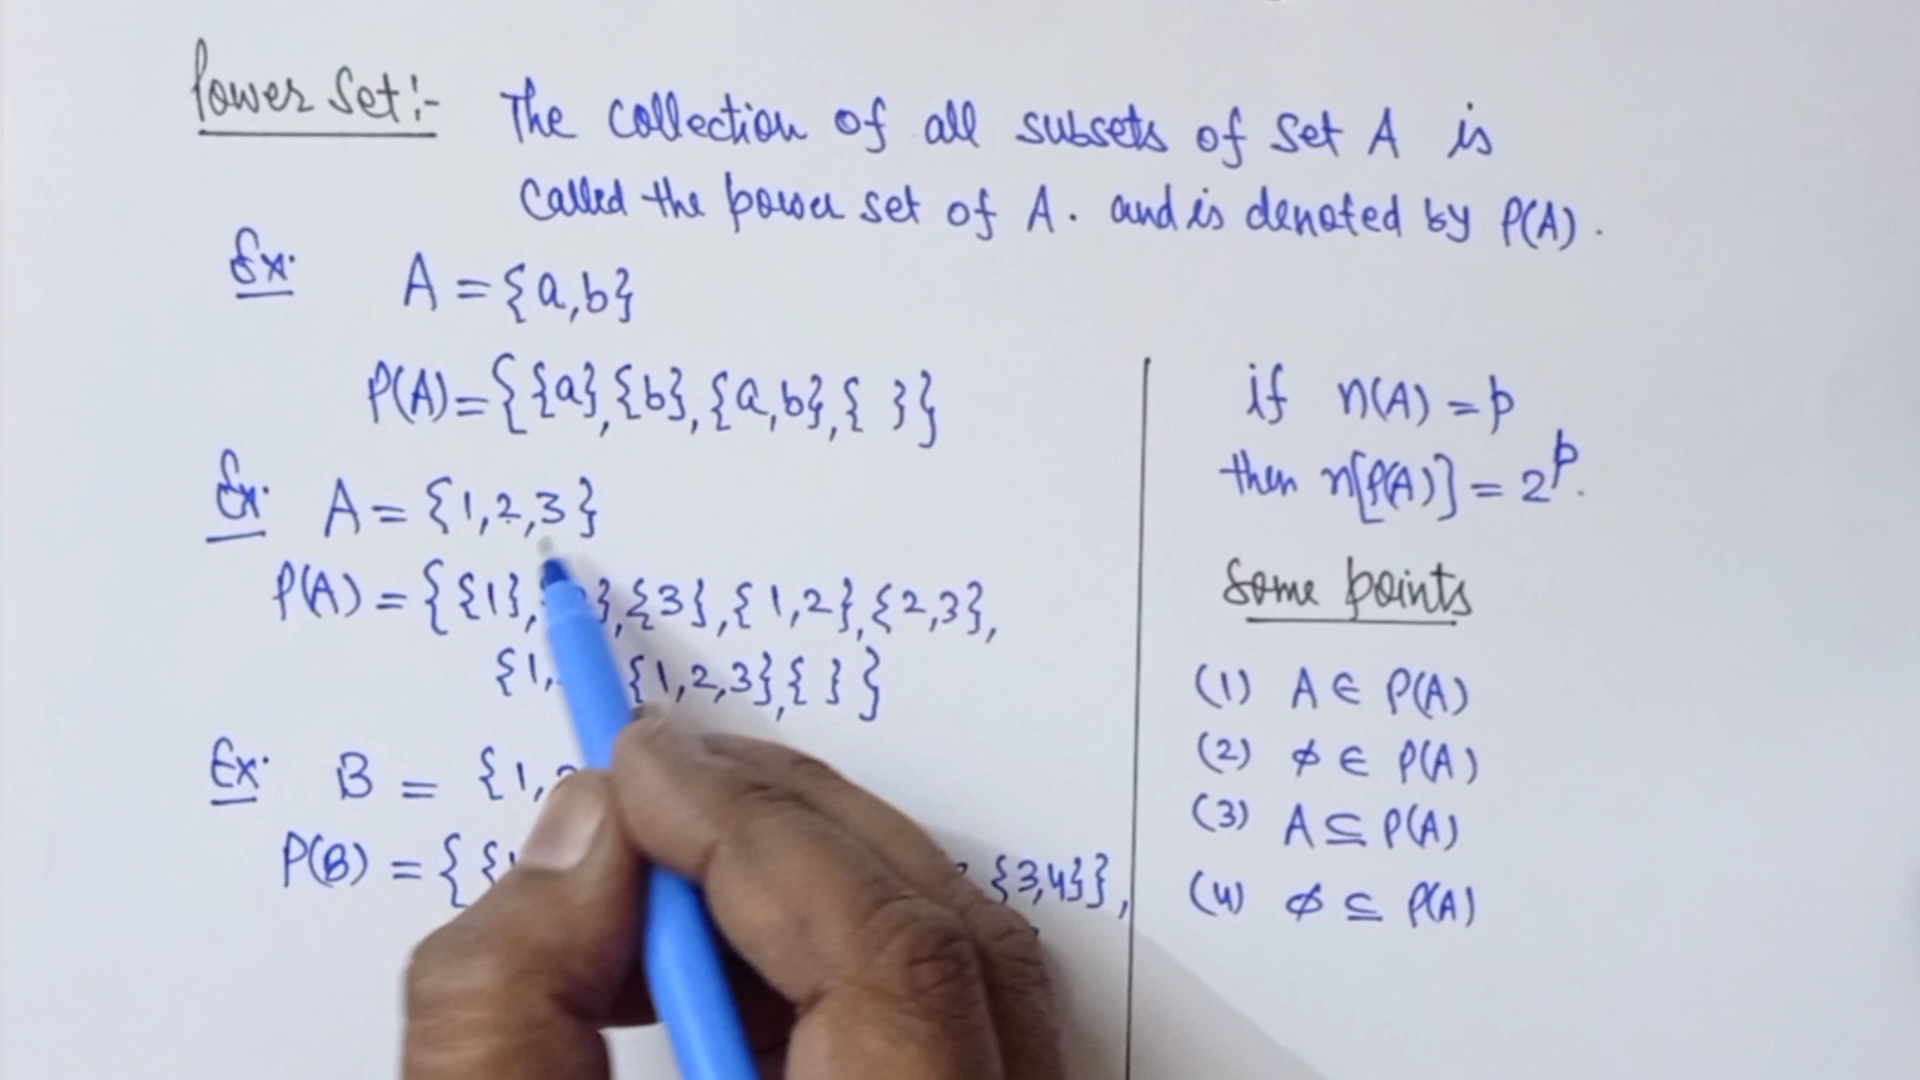 Power Set:- The collection of all subsets of Set A is
called the power set of A. and is denoted by P(A).
Ex. A = {a,b}
P(A) = { {a}, {b}, {a,b}, { } }
Ex. A = {1,2,3}
P(A) = { {1}, }, {3}, {1,2}, {2,3},
{1, {1,2,3}, { } }
Ex. B = {1,
P(B) = { { {3,4}},
if n(A) = p
then n[P(A)] = 2ᵖ.
Some points
(1) A ∈ P(A)
(2) ϕ ∈ P(A)
(3) A ⊆ P(A)
(4) ϕ ⊆ P(A)